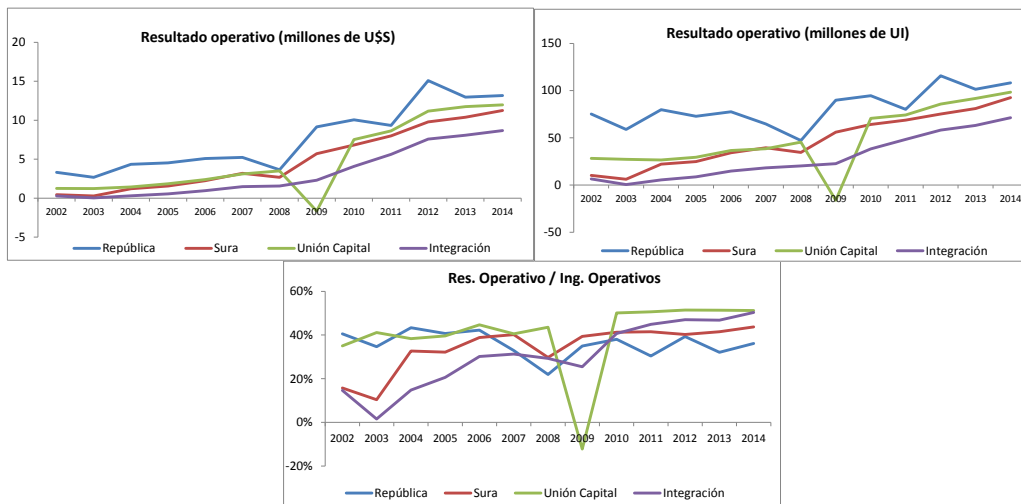 Resultado operativo (millones de U$S)
20
15
10
5
0
-5
2002 2003 2004 2005 2006 2007 2008 2009 2010 2011 2012 2013 2014
República Sura Unión Capital Integración
Resultado operativo (millones de UI)
150
100
50
0
-50
2002 2003 2004 2005 2006 2007 2008 2009 2010 2011 2012 2013 2014
República Sura Unión Capital Integración
Res. Operativo / Ing. Operativos
60%
40%
20%
0%
-20%
2002 2003 2004 2005 2006 2007 2008 2009 2010 2011 2012 2013 2014
República Sura Unión Capital Integración